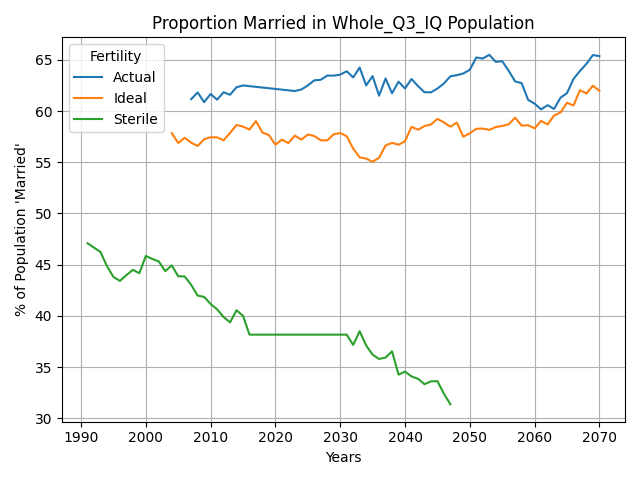 Proportion Married in Whole_Q3_IQ Population
Fertility
Actual
Ideal
Sterile
% of Population 'Married'
65
60
55
50
45
40
35
30
1990 2000 2010 2020 2030 2040 2050 2060 2070
Years